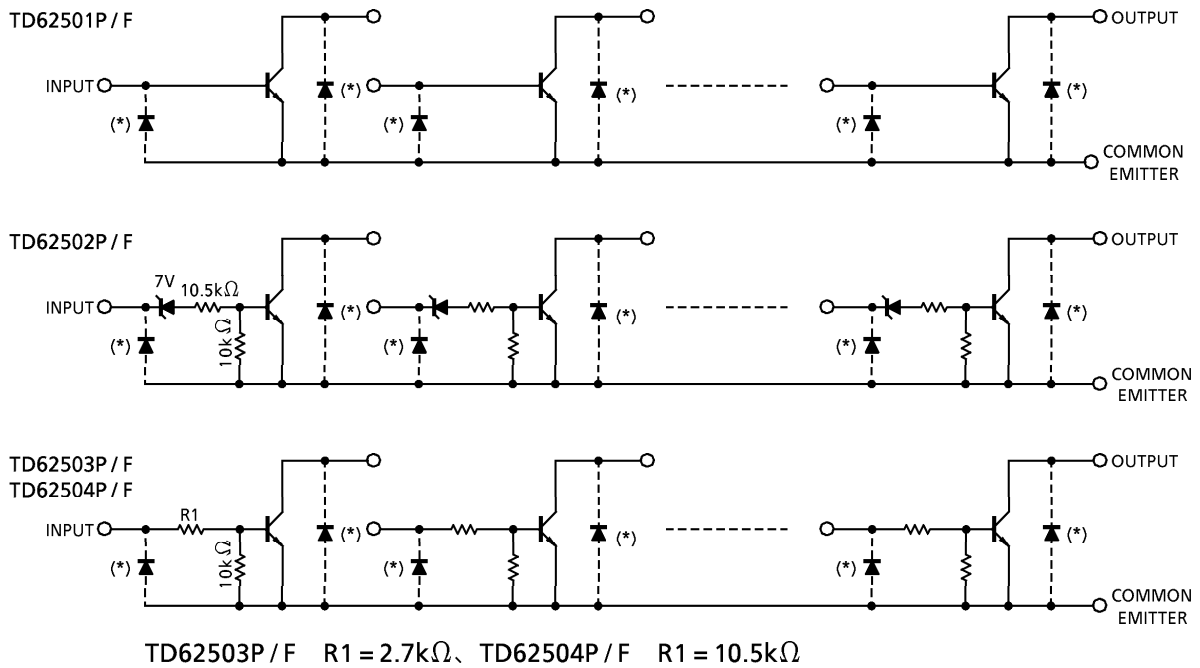 TD62501P / F
OUTPUT
INPUT
(*)
(*)
(*)
(*)
(*)
(*)
COMMON
EMITTER
TD62502P / F
OUTPUT
7V
10.5kΩ
INPUT
(*)
10kΩ
(*)
(*)
(*)
(*)
(*)
COMMON
EMITTER
TD62503P / F
TD62504P / F
OUTPUT
R1
INPUT
(*)
10kΩ
(*)
(*)
(*)
(*)
(*)
COMMON
EMITTER
TD62503P / F R1 = 2.7kΩ、TD62504P / F R1 = 10.5kΩ